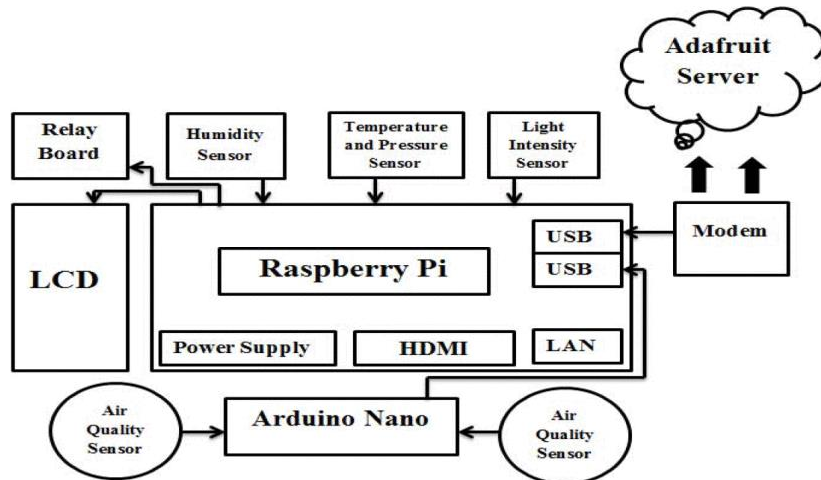 Adafruit
Server
Relay
Board
Humidity
Sensor
Temperature
and Pressure
Sensor
Light
Intensity
Sensor
LCD
Raspberry Pi
USB
USB
Modem
Power Supply
HDMI
LAN
Air
Quality
Sensor
Arduino Nano
Air
Quality
Sensor